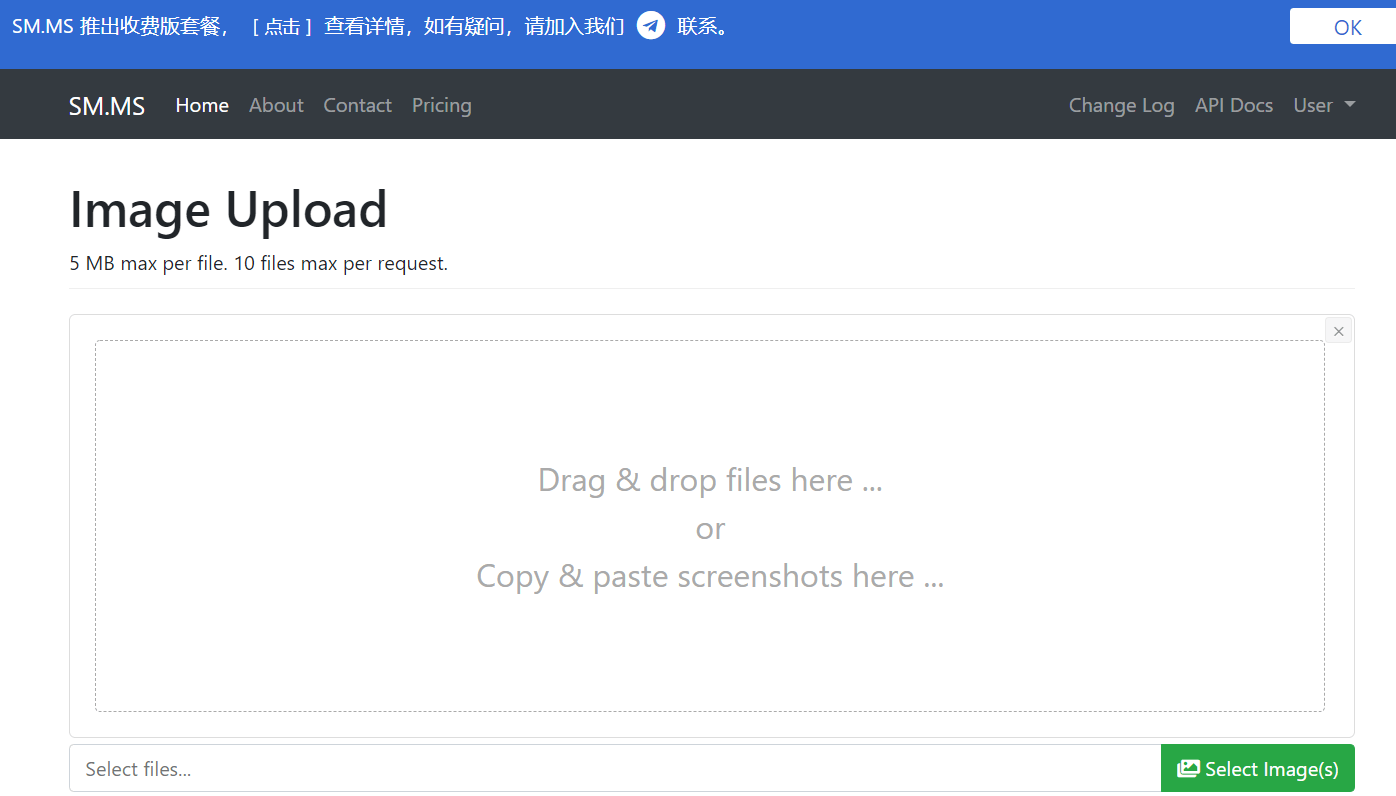 SM.MS 推出收费版套餐，［点击］查看详情，如有疑问，请加入我们 联系。 OK
SM.MS Home About Contact Pricing Change Log API Docs User
Image Upload
5 MB max per file. 10 files max per request.
×
Drag & drop files here ...
or
Copy & paste screenshots here ...
Select files... Select Image(s)